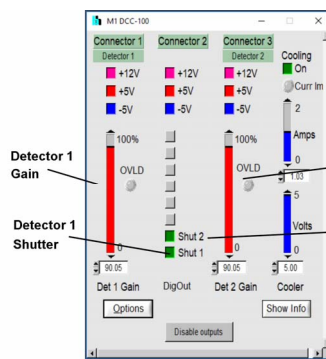 M1 DCC-100
Connector 1 Connector 2 Connector 3
Detector 1 Detector 2
Cooling
On
+12V +12V +12V
+5V +5V +5V
-5V -5V -5V
Curr Im
2
100% 100%
Amps
OVLD OVLD
0
1.03
5
Detector 1
Gain
Volts
Detector 1
Shutter
Shut 2
Shut 1
0 0 0
90.05 90.05 5.00
Det 1 Gain DigOut Det 2 Gain Cooler
Options Show Info
Disable outputs